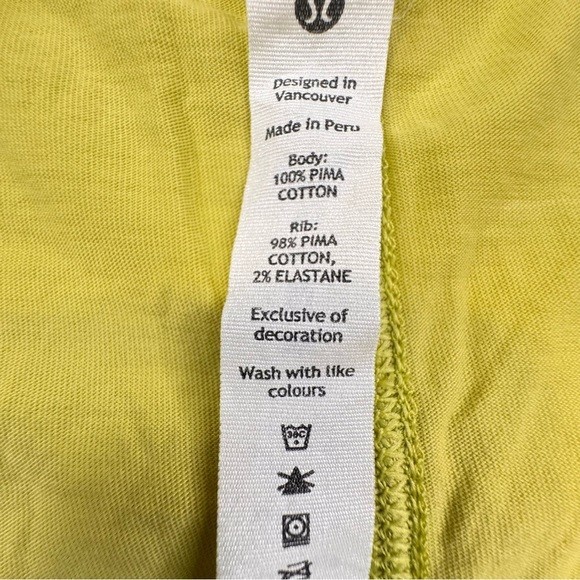 Designed in
Vancouver
Made in Peru
Body:
100% PIMA
COTTON
Rib:
98% PIMA
COTTON,
2% ELASTANE
Exclusive of
decoration
Wash with like
colours
30C